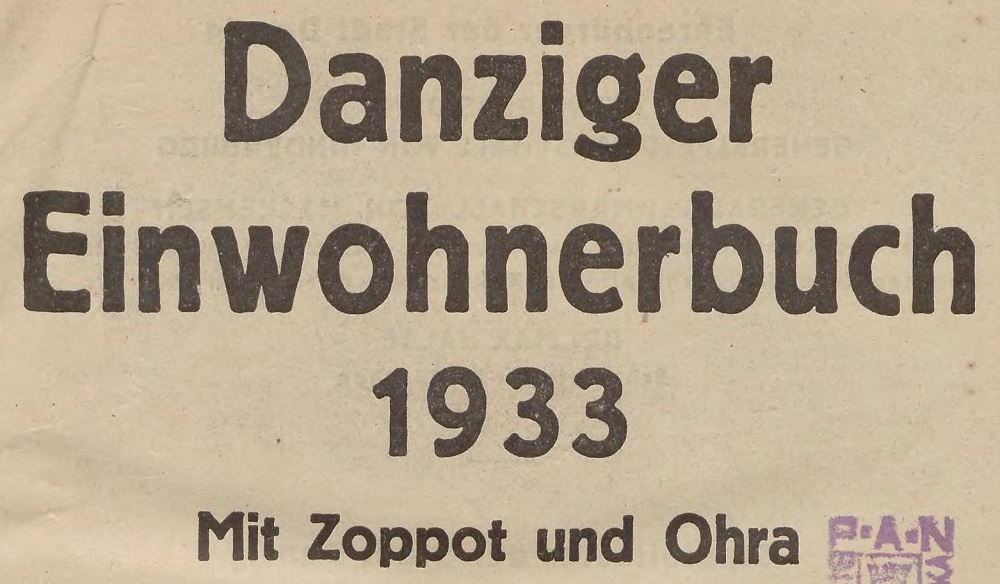 Danziger
Einwohnerbuch
1933
Mit Zoppot und Ohra
P·A·N